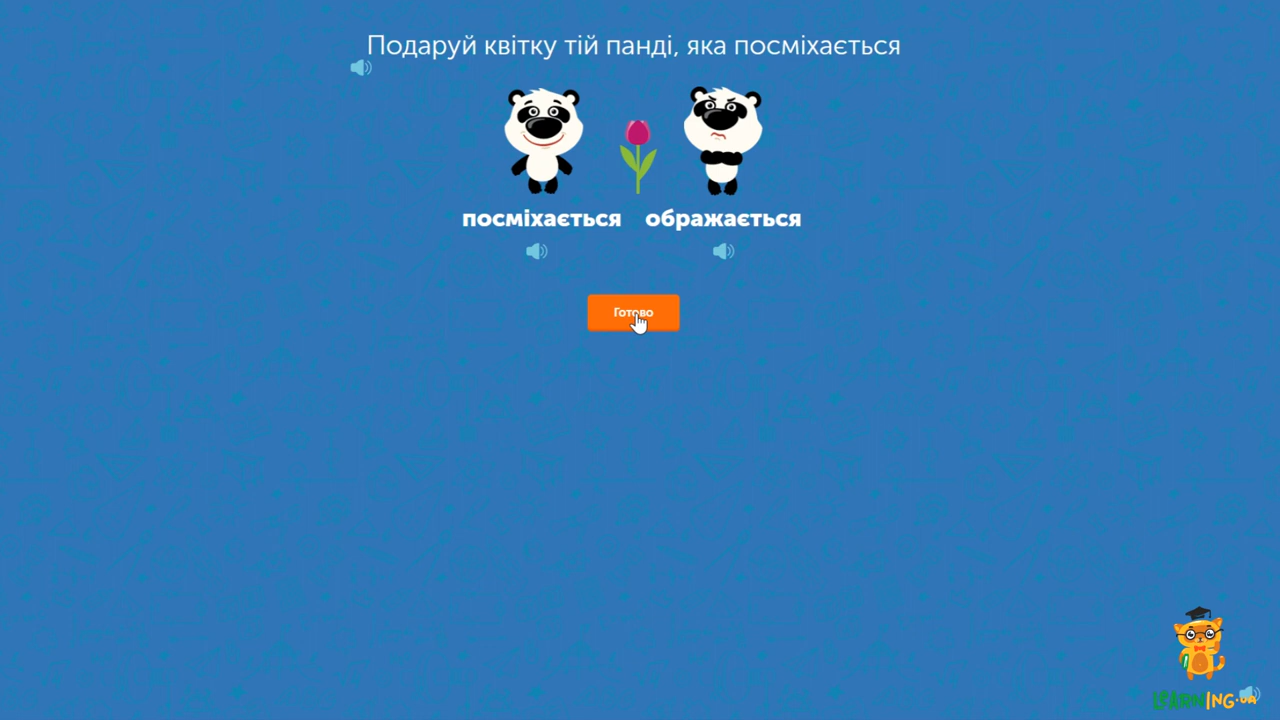 Подаруй квітку тій панді, яка посміхається
посміхається ображається
Готово
LEARNING.UA